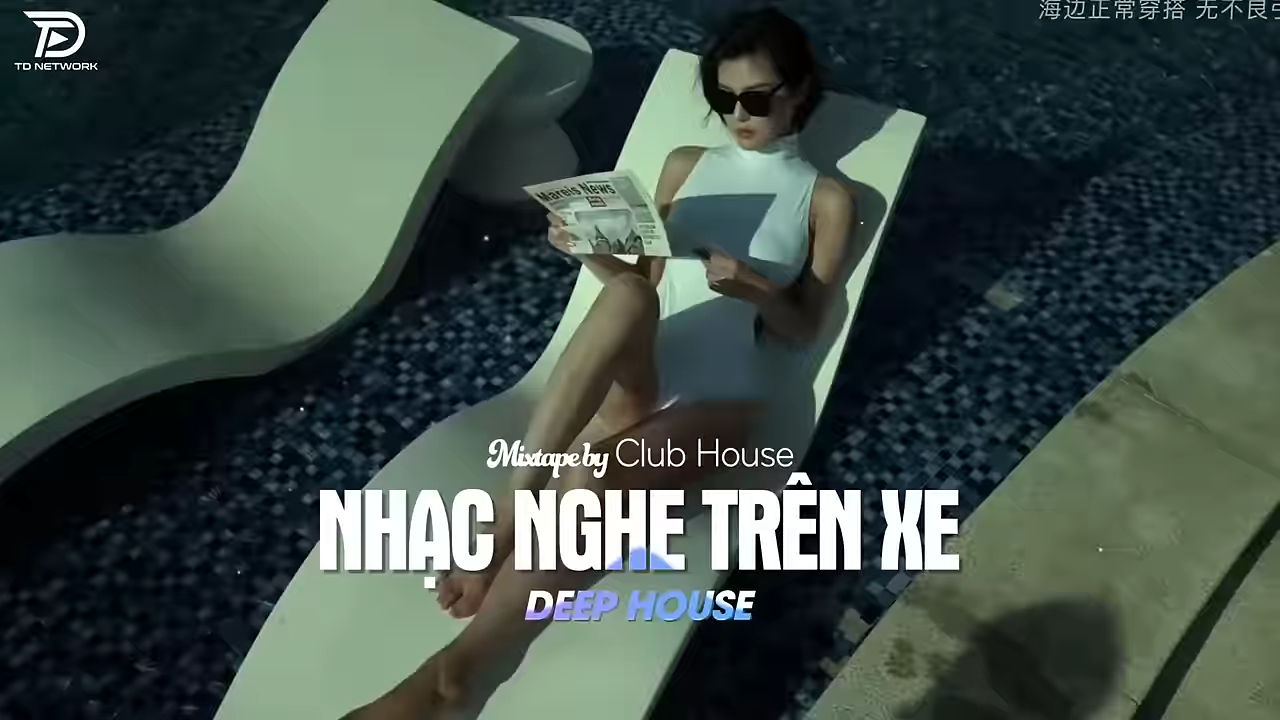 TD NETWORK
海边正常穿搭 无不良
Mareis News
Mixtape by Club House
NHẠC NGHE TRÊN XE
DEEP HOUSE